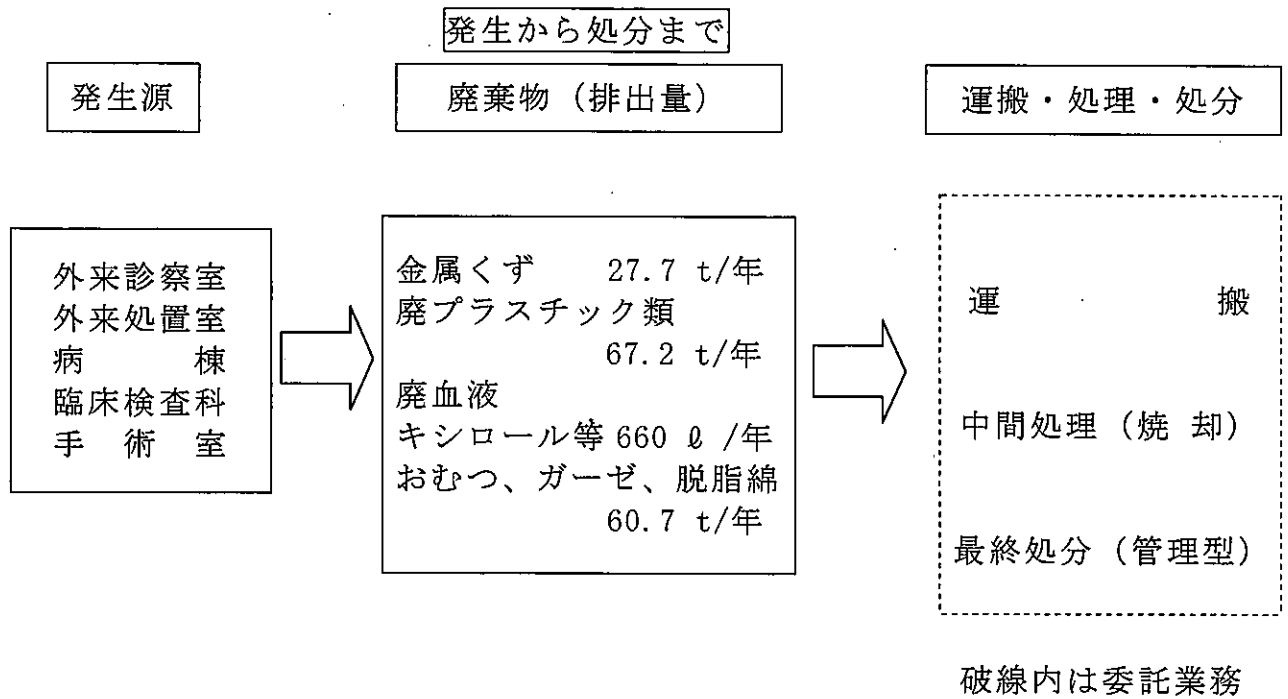 発生から処分まで
発生源
廃棄物（排出量）
運搬・処理・処分
外来診察室
外来処置室
病棟
臨床検査科
手術室
金属くず 27.7 t/年
廃プラスチック類
67.2 t/年
廃血液
キシロール等 660 ℓ /年
おむつ、ガーゼ、脱脂綿
60.7 t/年
運搬
中間処理（焼 却）
最終処分（管理型）
破線内は委託業務